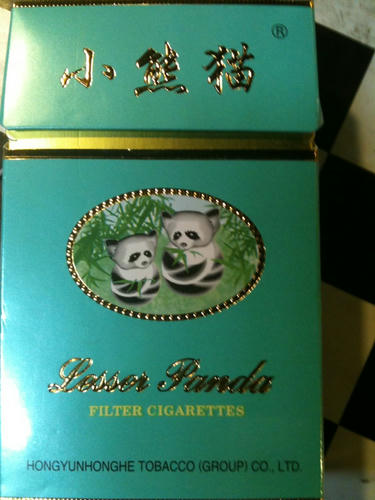 小熊猫®
Lesser Panda
FILTER CIGARETTES
HONGYUNHONGHE TOBACCO (GROUP) CO., LTD.